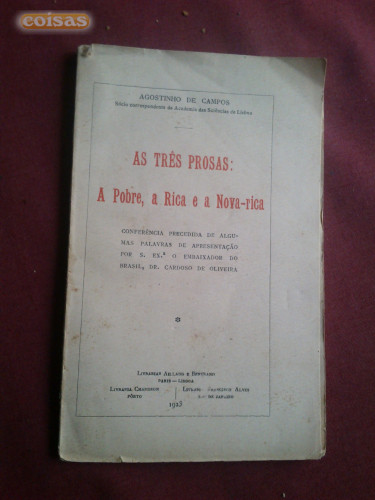 coisas
AGOSTINHO DE CAMPOS
Sócio correspondente da Academia das Sciências de Lisboa
AS TRÊS PROSAS:
A Pobre, a Rica e a Nova-rica
CONFERÊNCIA PRECEDIDA DE ALGU-
MAS PALAVRAS DE APRESENTAÇÃO
POR S. EX.ª O EMBAIXADOR DO
BRASIL, DR. CARDOSO DE OLIVEIRA
LIVRARIAS AILLAUD & BERTRAND
PARIS — LISBOA
LIVRARIA CHARDRON
PÔRTO
FRANCISCO ALVES
RIO DE JANEIRO
1923